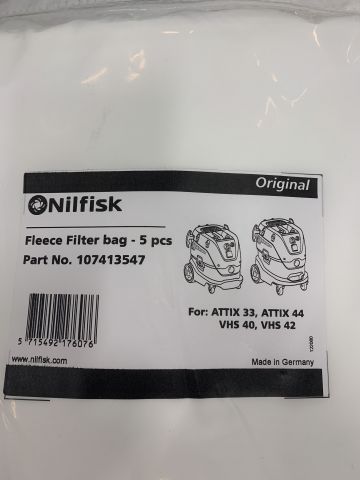 Original
Nilfisk
Fleece Filter bag - 5 pcs
Part No. 107413547
For: ATTIX 33, ATTIX 44
VHS 40, VHS 42
5 715492 176076
www.nilfisk.com
Made in Germany